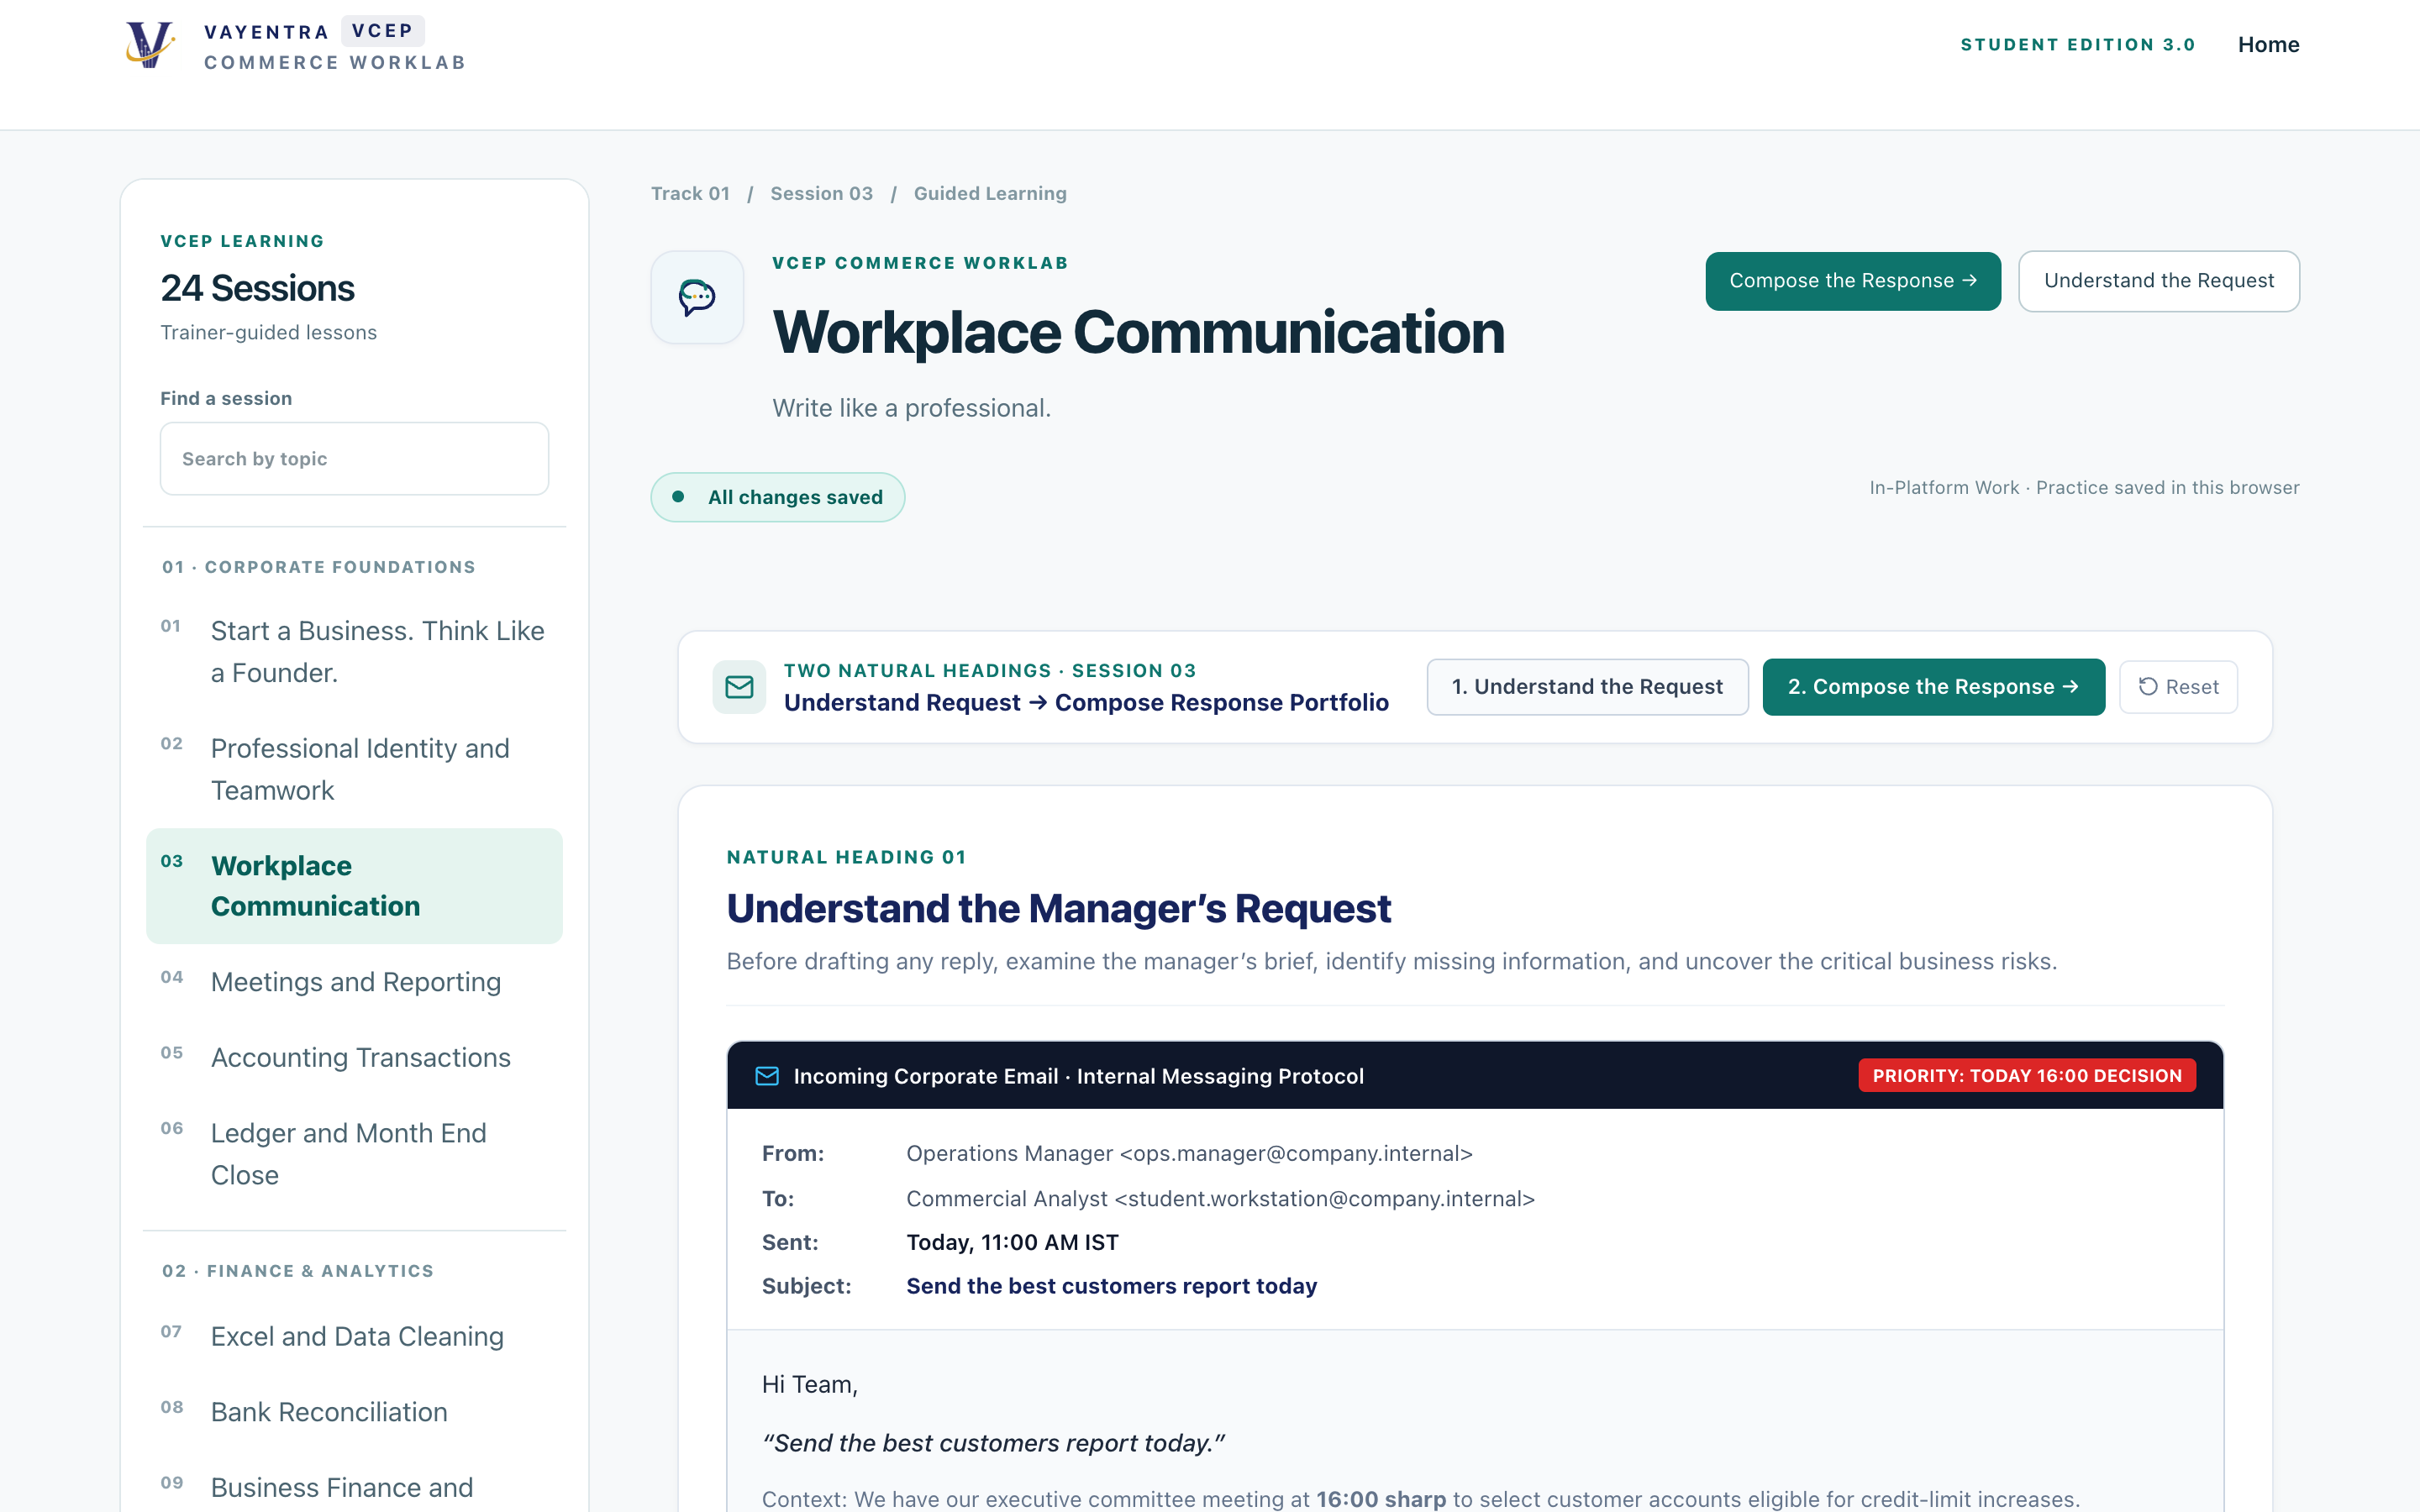 VAYENTRA VCEP
COMMERCE WORKLAB
STUDENT EDITION 3.0
Home
VCEP LEARNING
24 Sessions
Trainer-guided lessons
Find a session
Search by topic
01 · CORPORATE FOUNDATIONS
01 Start a Business. Think Like
a Founder.
02 Professional Identity and
Teamwork
03 Workplace
Communication
04 Meetings and Reporting
05 Accounting Transactions
06 Ledger and Month End
Close
02 · FINANCE & ANALYTICS
07 Excel and Data Cleaning
08 Bank Reconciliation
09 Business Finance and
Track 01 / Session 03 / Guided Learning
VCEP COMMERCE WORKLAB
Workplace Communication
Write like a professional.
Compose the Response →
Understand the Request
All changes saved
In-Platform Work · Practice saved in this browser
TWO NATURAL HEADINGS · SESSION 03
Understand Request → Compose Response Portfolio
1. Understand the Request
2. Compose the Response →
Reset
NATURAL HEADING 01
Understand the Manager’s Request
Before drafting any reply, examine the manager’s brief, identify missing information, and uncover the critical business risks.
Incoming Corporate Email · Internal Messaging Protocol
PRIORITY: TODAY 16:00 DECISION
From: Operations Manager <ops.manager@company.internal>
To: Commercial Analyst <student.workstation@company.internal>
Sent: Today, 11:00 AM IST
Subject: Send the best customers report today
Hi Team,
“Send the best customers report today.”
Context: We have our executive committee meeting at 16:00 sharp to select customer accounts eligible for credit-limit increases.